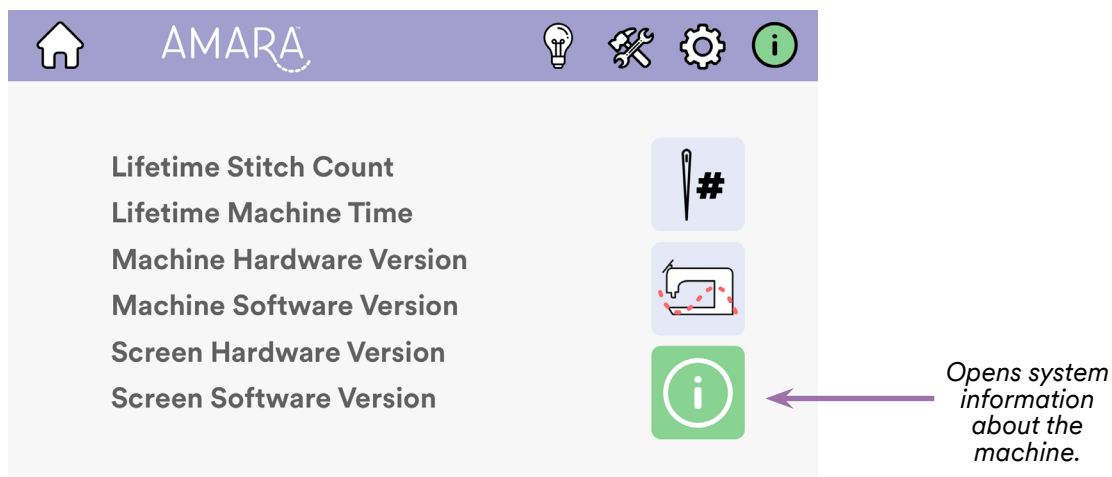 AMARA™
Lifetime Stitch Count
Lifetime Machine Time
Machine Hardware Version
Machine Software Version
Screen Hardware Version
Screen Software Version
#
Opens system
information
about the
machine.